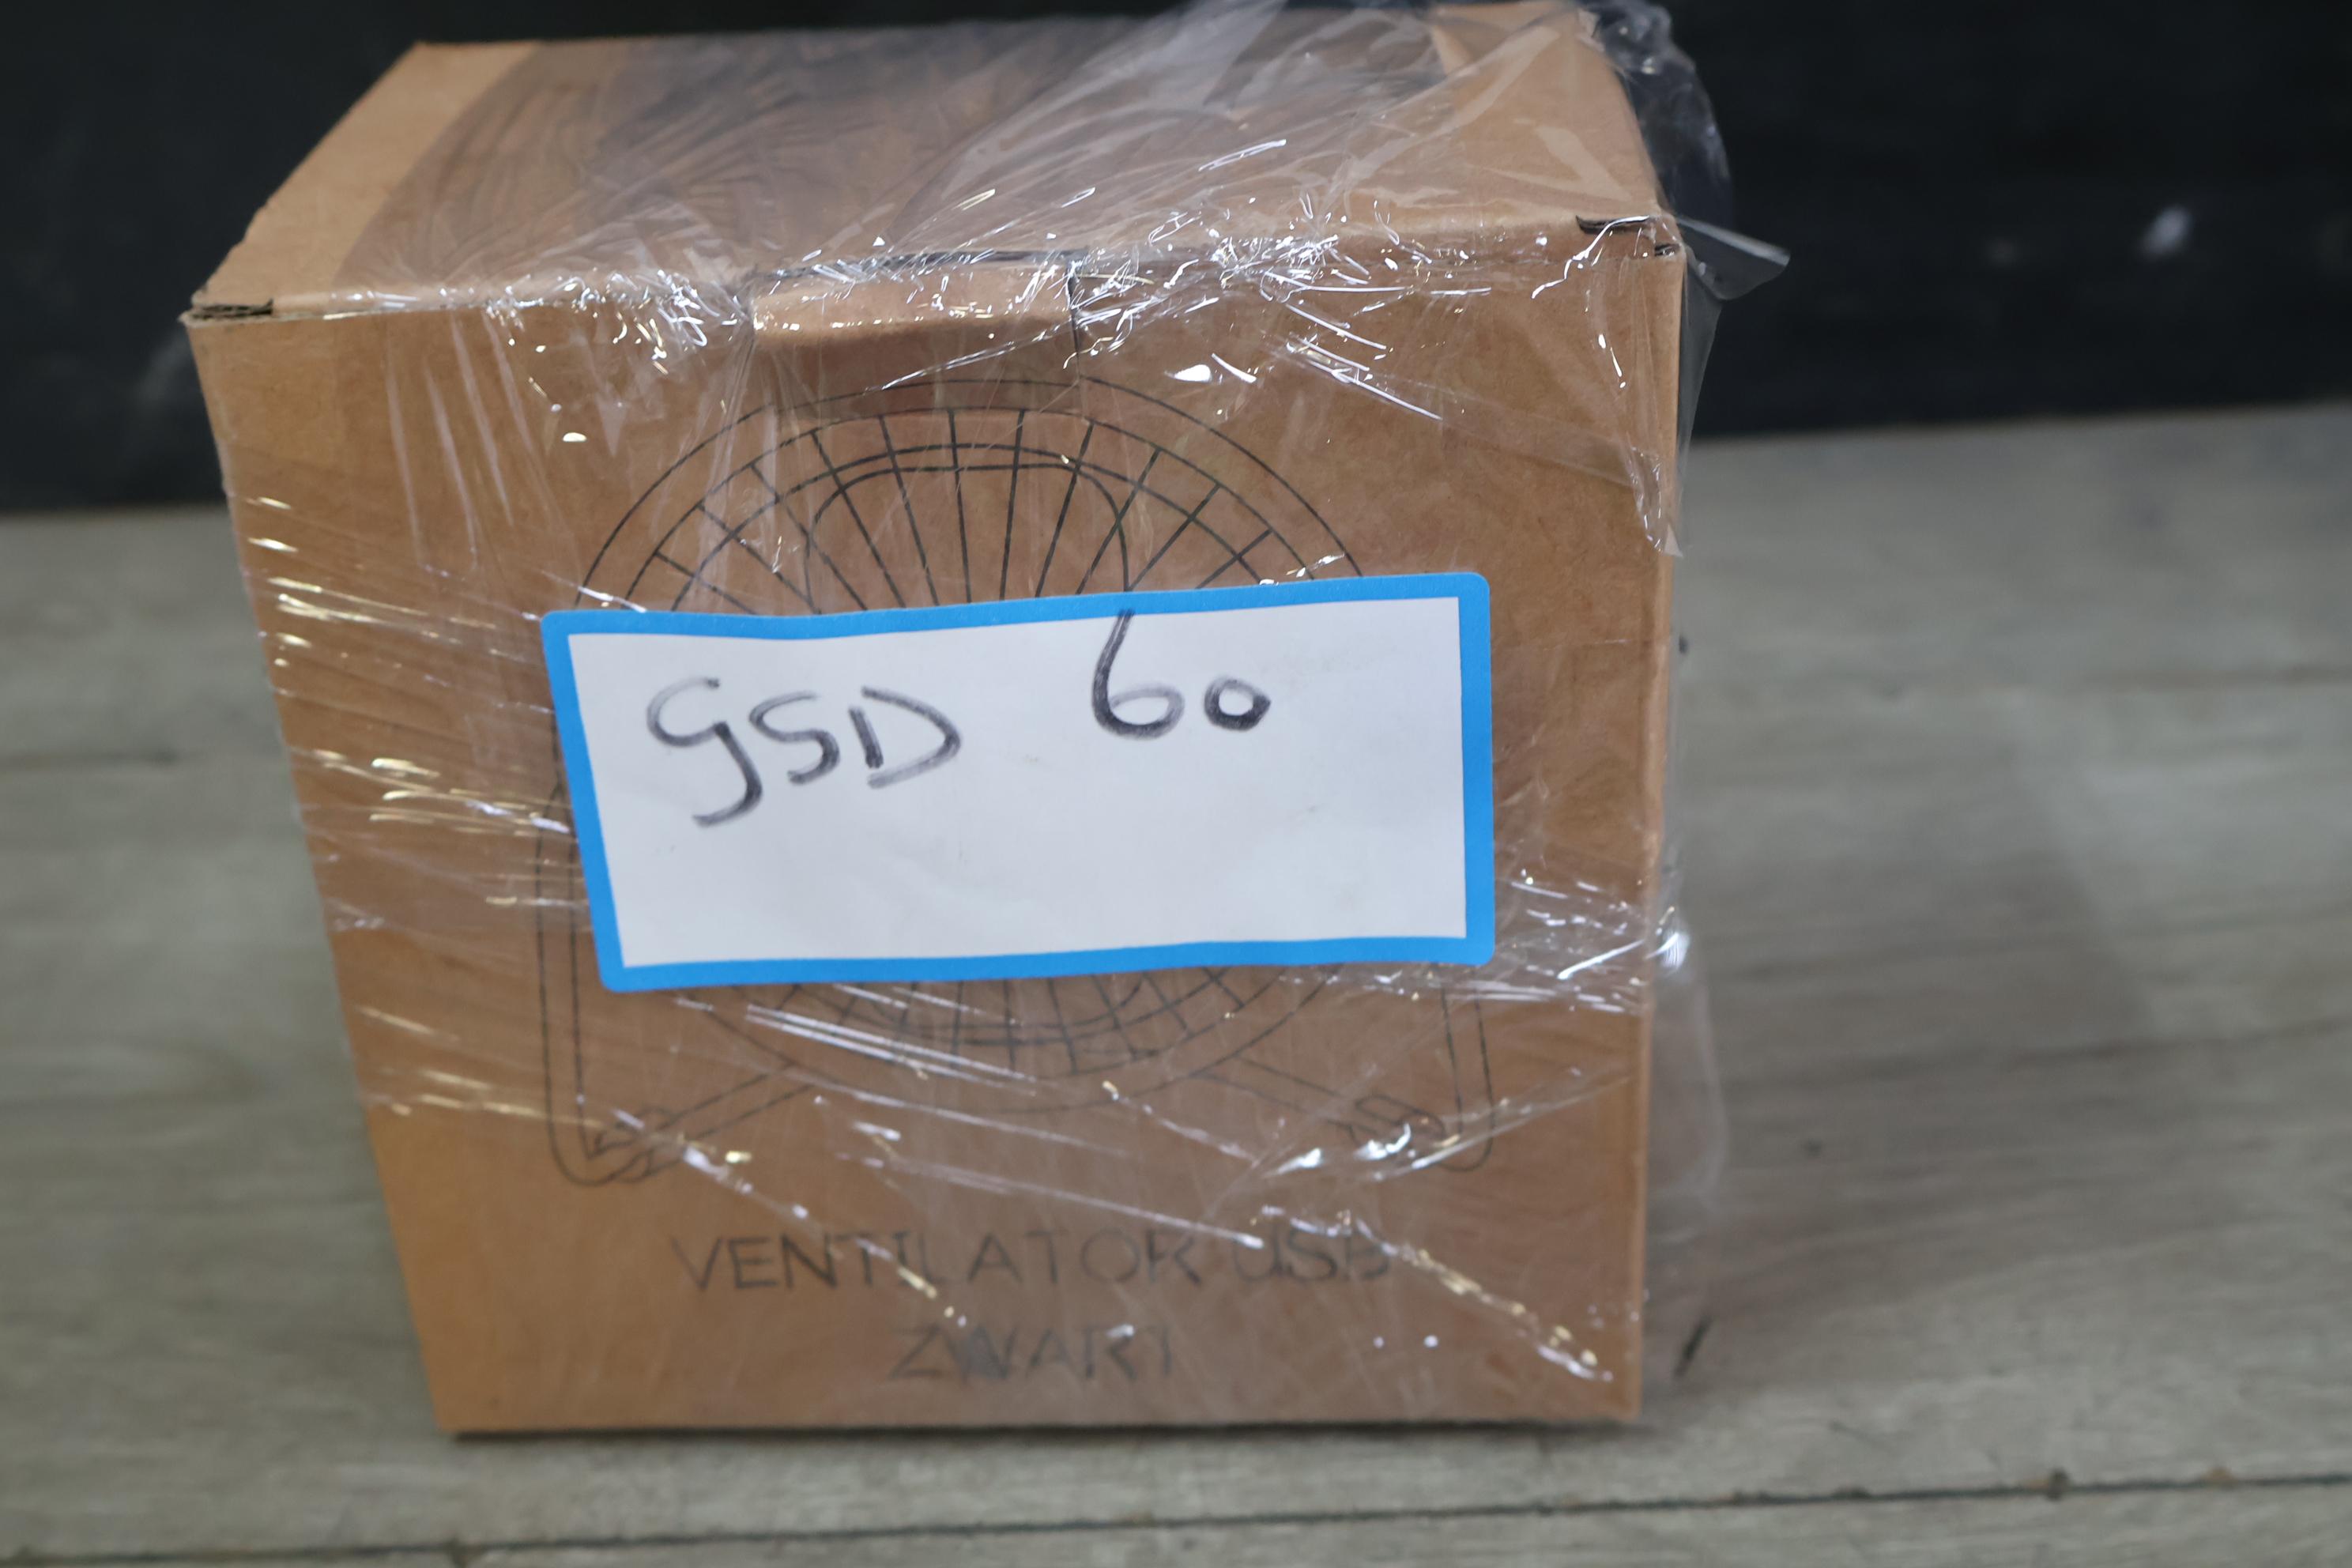 GSD 60
VENTILATOR USB
ZWART